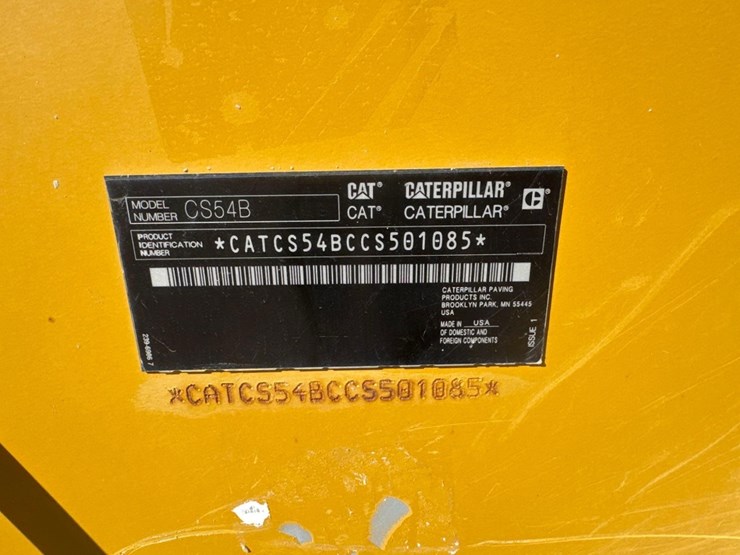 MODEL NUMBER CS54B
CAT® CATERPILLAR®
CAT® CATERPILLAR®
PRODUCT
IDENTIFICATION
NUMBER
*CATCS54BCCS501085*
CATERPILLAR PAVING
PRODUCTS INC.
BROOKLYN PARK, MN 55445
USA
MADE IN USA
OF DOMESTIC AND
FOREIGN COMPONENTS
ISSUE 1
*CATCS54BCCS501085*